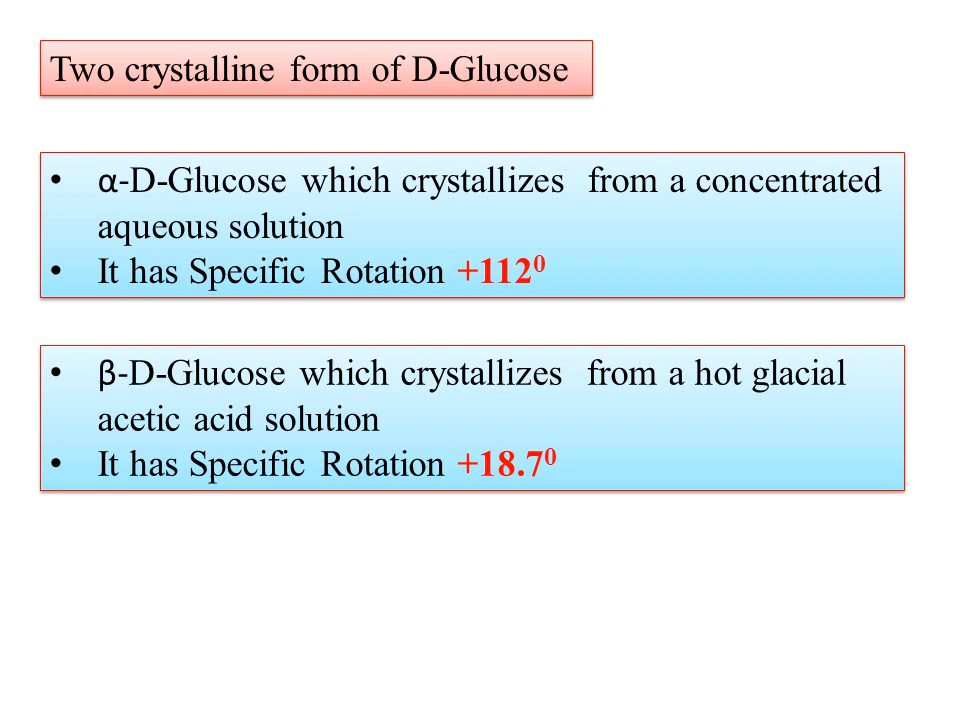 Two crystalline form of D-Glucose
• α-D-Glucose which crystallizes  from a concentrated
aqueous solution
• It has Specific Rotation +112⁰
• β-D-Glucose which crystallizes  from a hot glacial
acetic acid solution
• It has Specific Rotation +18.7⁰